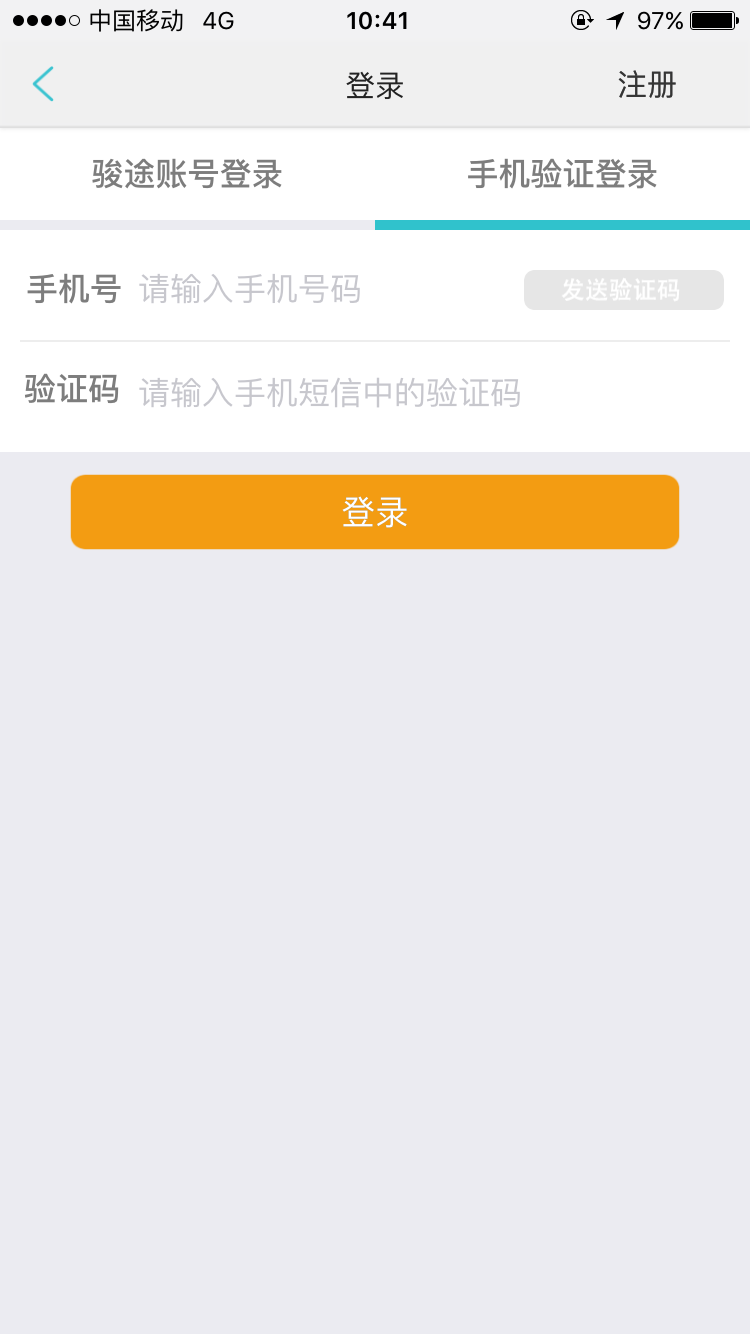 中国移动 4G 10:41 97%
登录 注册
骏途账号登录 手机验证登录
手机号 请输入手机号码 发送验证码
验证码 请输入手机短信中的验证码
登录